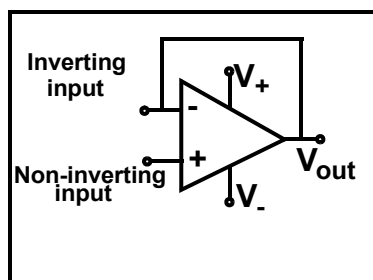 Inverting
input
-
V+
+
Non-inverting
input
Vout
V-